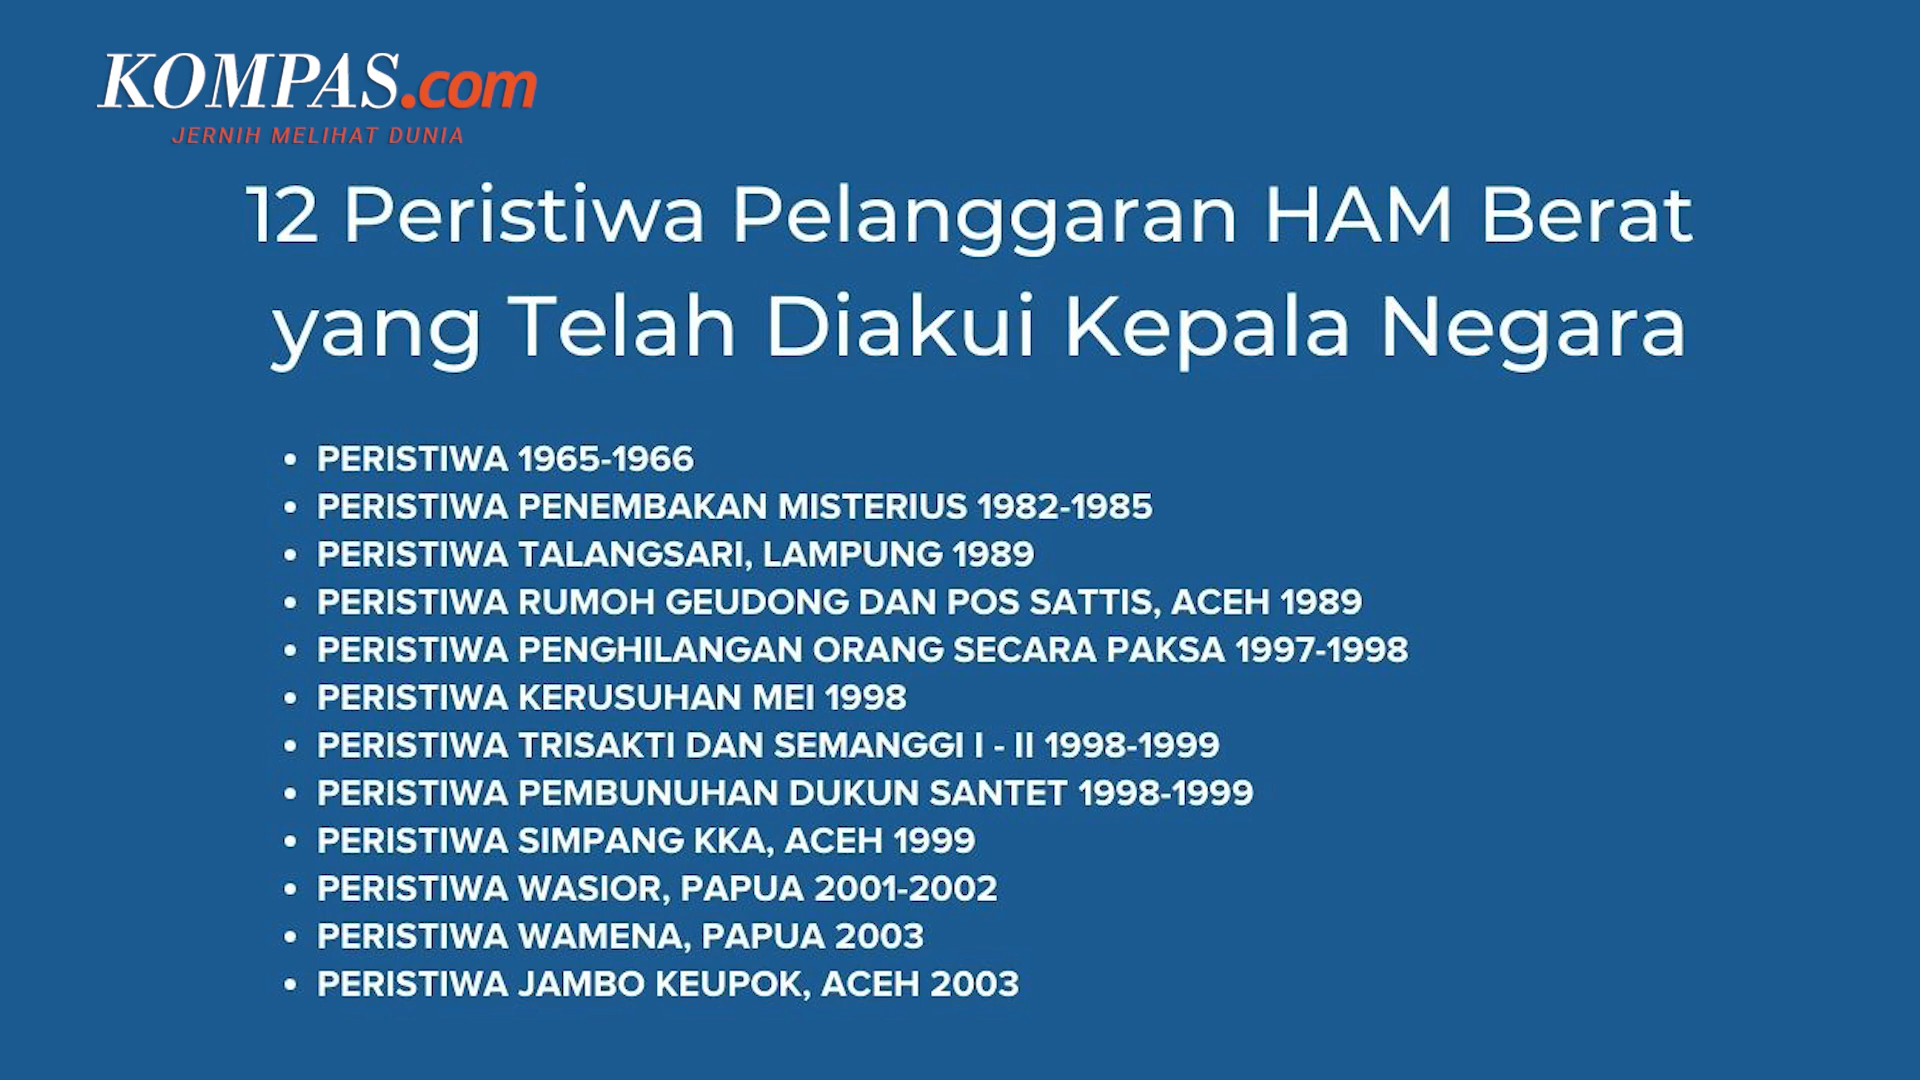 KOMPAS.com
JERNIH MELIHAT DUNIA
12 Peristiwa Pelanggaran HAM Berat
yang Telah Diakui Kepala Negara
• PERISTIWA 1965-1966
• PERISTIWA PENEMBAKAN MISTERIUS 1982-1985
• PERISTIWA TALANGSARI, LAMPUNG 1989
• PERISTIWA RUMOH GEUDONG DAN POS SATTIS, ACEH 1989
• PERISTIWA PENGHILANGAN ORANG SECARA PAKSA 1997-1998
• PERISTIWA KERUSUHAN MEI 1998
• PERISTIWA TRISAKTI DAN SEMANGGI I - II 1998-1999
• PERISTIWA PEMBUNUHAN DUKUN SANTET 1998-1999
• PERISTIWA SIMPANG KKA, ACEH 1999
• PERISTIWA WASIOR, PAPUA 2001-2002
• PERISTIWA WAMENA, PAPUA 2003
• PERISTIWA JAMBO KEUPOK, ACEH 2003